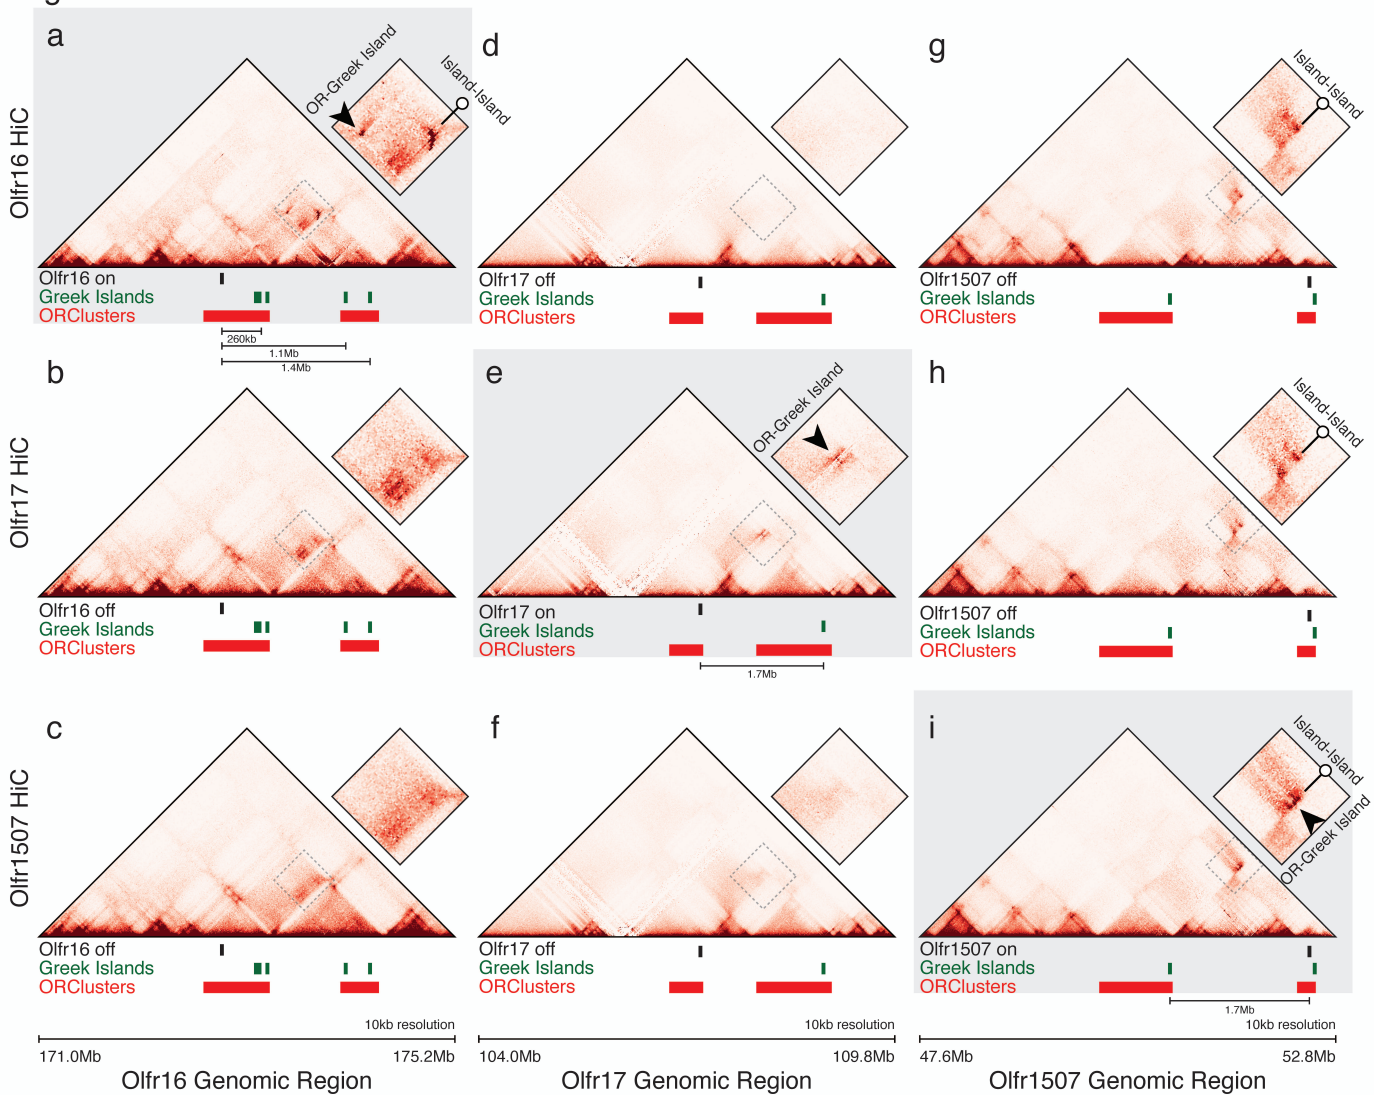 a
OR-Greek Island
Island-Island
Olfr16 HiC
Olfr16 on
Greek Islands
ORClusters
260kb
1.1Mb
1.4Mb
d
Olfr17 off
Greek Islands
ORClusters
g
Island-Island
Olfr1507 off
Greek Islands
ORClusters
b
Olfr17 HiC
Olfr16 off
Greek Islands
ORClusters
e
OR-Greek Island
Olfr17 on
Greek Islands
ORClusters
1.7Mb
h
Island-Island
Olfr1507 off
Greek Islands
ORClusters
c
Olfr1507 HiC
Olfr16 off
Greek Islands
ORClusters
10kb resolution
171.0Mb 175.2Mb
Olfr16 Genomic Region
f
Olfr17 off
Greek Islands
ORClusters
10kb resolution
104.0Mb 109.8Mb
Olfr17 Genomic Region
i
Island-Island
OR-Greek Island
Olfr1507 on
Greek Islands
ORClusters
1.7Mb
10kb resolution
47.6Mb 52.8Mb
Olfr1507 Genomic Region